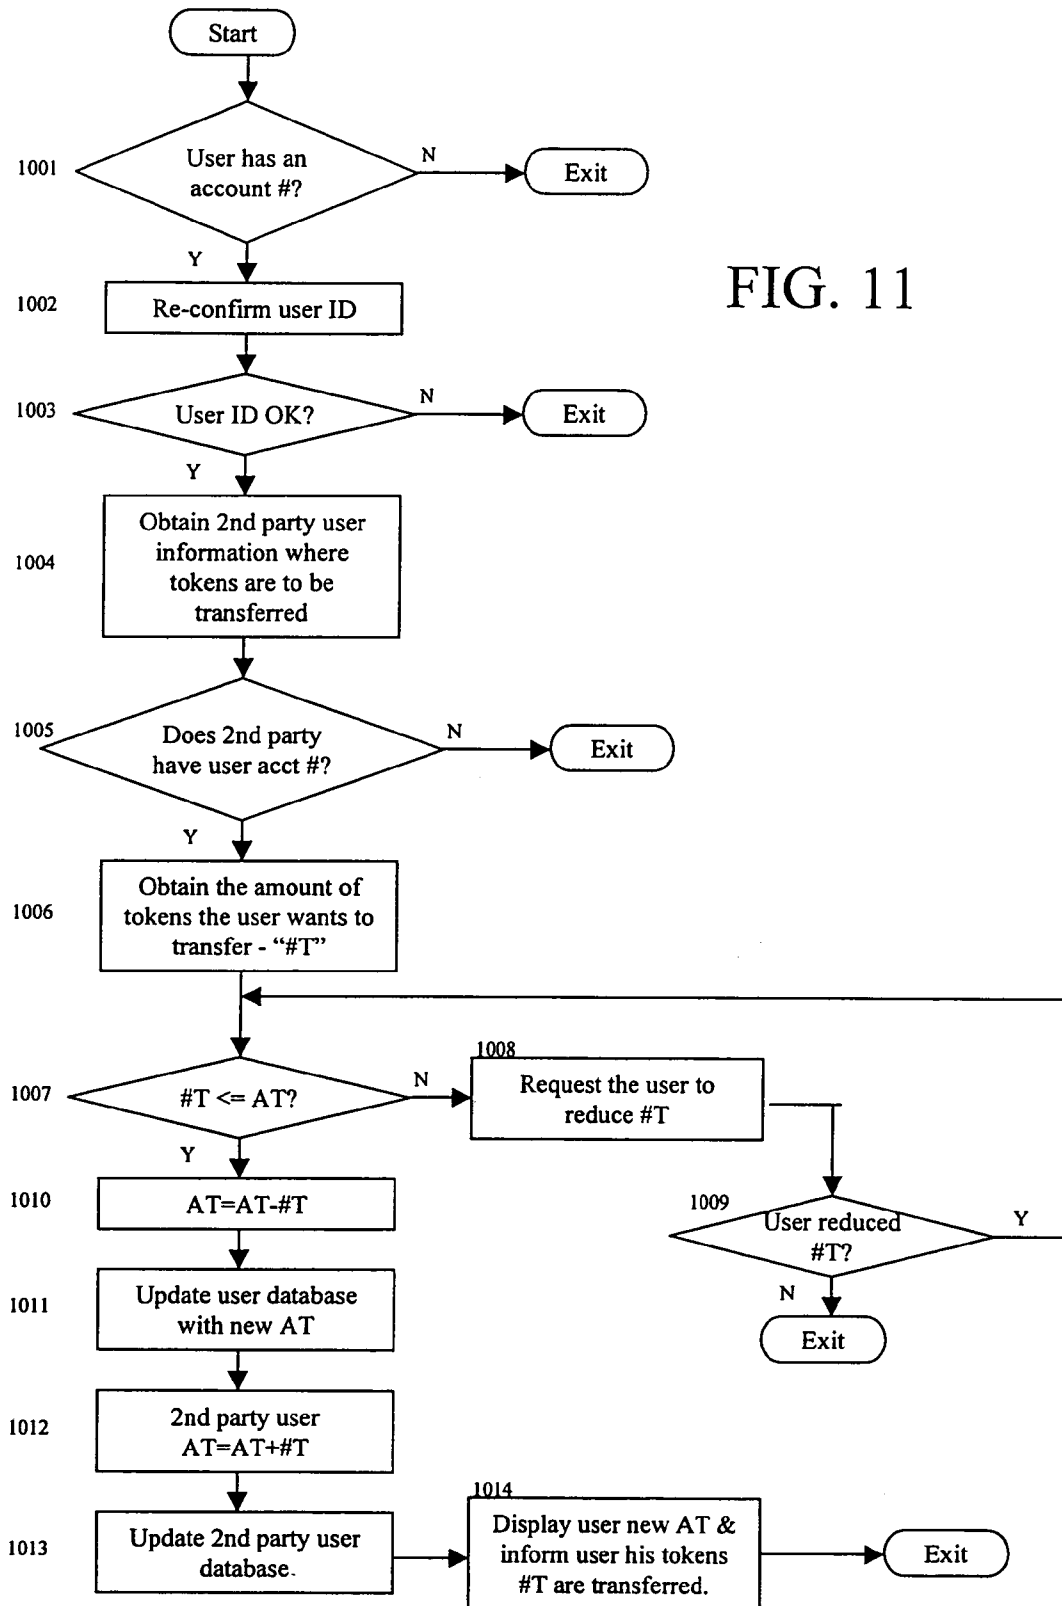 Start
1001
User has an
account #?
N
Exit
Y
FIG. 11
1002
Re-confirm user ID
1003
User ID OK?
N
Exit
Y
1004
Obtain 2nd party user
information where
tokens are to be
transferred
1005
Does 2nd party
have user acct #?
N
Exit
Y
1006
Obtain the amount of
tokens the user wants to
transfer - “#T”
1007
#T <= AT?
N
1008
Request the user to
reduce #T
Y
1009
User reduced
#T?
Y
N
Exit
1010
AT=AT-#T
1011
Update user database
with new AT
1012
2nd party user
AT=AT+#T
1013
Update 2nd party user
database.
1014
Display user new AT &
inform user his tokens
#T are transferred.
Exit